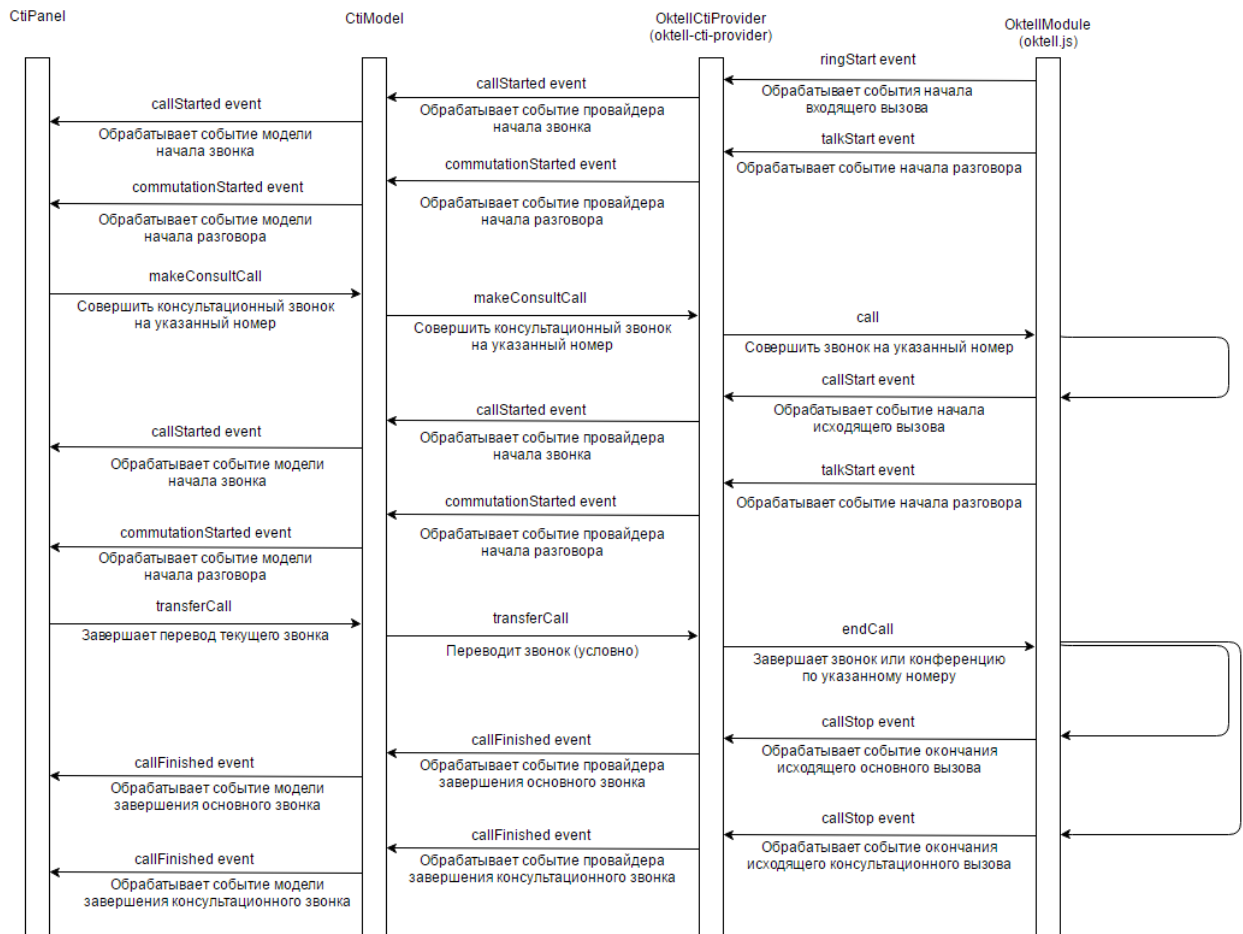 CtiPanel
CtiModel
OktellCtiProvider
(oktell-cti-provider)
OktellModule
(oktell.js)
ringStart event
Обрабатывает события начала
входящего вызова
callStarted event
Обрабатывает событие провайдера
начала звонка
callStarted event
Обрабатывает событие модели
начала звонка
talkStart event
Обрабатывает событие начала разговора
commutationStarted event
Обрабатывает событие провайдера
начала разговора
commutationStarted event
Обрабатывает событие модели
начала разговора
makeConsultCall
Совершить консультационный звонок
на указанный номер
makeConsultCall
Совершить консультационный звонок
на указанный номер
call
Совершить звонок на указанный номер
callStart event
Обрабатывает событие начала
исходящего вызова
callStarted event
Обрабатывает событие провайдера
начала звонка
callStarted event
Обрабатывает событие модели
начала звонка
talkStart event
Обрабатывает событие начала разговора
commutationStarted event
Обрабатывает событие провайдера
начала разговора
commutationStarted event
Обрабатывает событие модели
начала разговора
transferCall
Завершает перевод текущего звонка
transferCall
Переводит звонок (условно)
endCall
Завершает звонок или конференцию
по указанному номеру
callStop event
Обрабатывает событие окончания
исходящего основного вызова
callFinished event
Обрабатывает событие провайдера
завершения основного звонка
callFinished event
Обрабатывает событие модели
завершения основного звонка
callStop event
Обрабатывает событие окончания
исходящего консультационного вызова
callFinished event
Обрабатывает событие провайдера
завершения консультационного звонка
callFinished event
Обрабатывает событие модели
завершения консультационного звонка